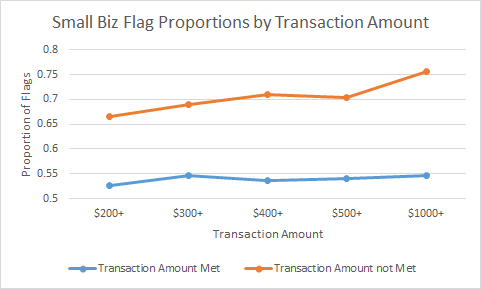 Small Biz Flag Proportions by Transaction Amount
0.8
0.75
0.7
0.65
0.6
0.55
0.5
Proportion of Flags
$200+ $300+ $400+ $500+ $1000+
Transaction Amount
Transaction Amount Met Transaction Amount not Met